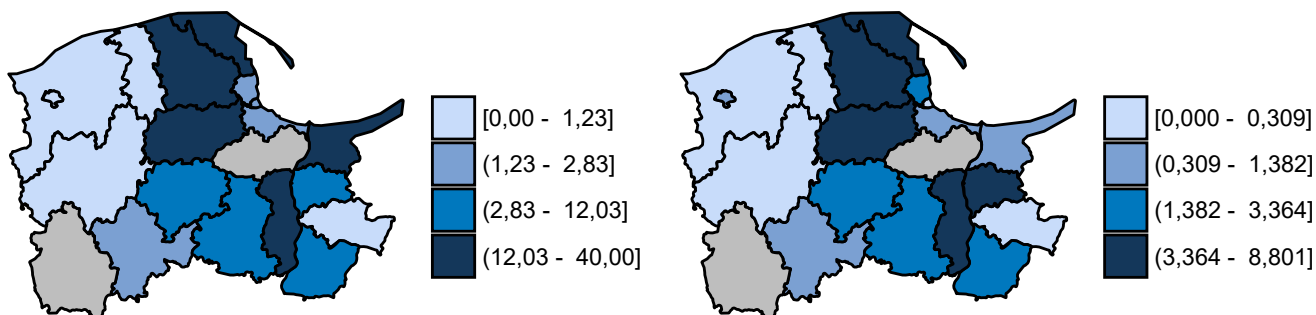 [0,00 - 1,23]
(1,23 - 2,83]
(2,83 - 12,03]
(12,03 - 40,00]
[0,000 - 0,309]
(0,309 - 1,382]
(1,382 - 3,364]
(3,364 - 8,801]